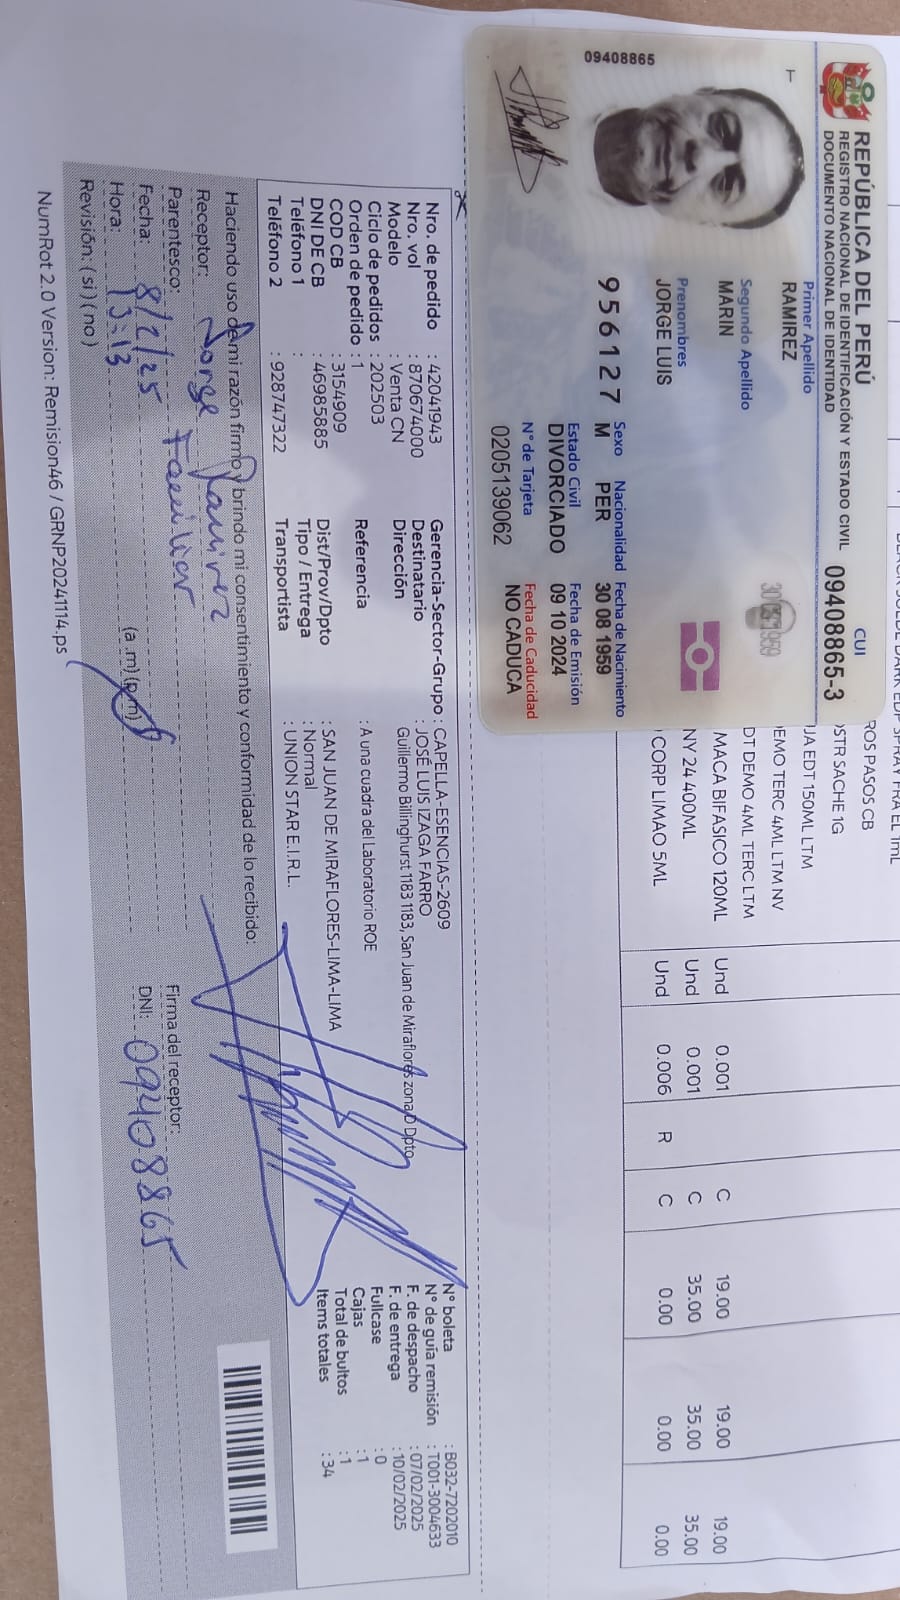 REPÚBLICA DEL PERÚ
REGISTRO NACIONAL DE IDENTIFICACIÓN Y ESTADO CIVIL
DOCUMENTO NACIONAL DE IDENTIDAD
CUI
09408865-3
Primer Apellido
RAMIREZ
Segundo Apellido
MARIN
Prenombres
JORGE LUIS
Sexo Nacionalidad Fecha de Nacimiento
956127 M PER 30 08 1959
Estado Civil Fecha de Emisión
DIVORCIADO 09 10 2024
N° de Tarjeta Fecha de Caducidad
0205139062 NO CADUCA
09408865
ROS PASOS CB
STR SACHE 1G
JA EDT 150ML LTM
EMO TERC 4ML LTM NV
DT DEMO 4ML TERC LTM
MACA BIFASICO 120ML Und 0.001 C 19.00 19.00 19.00
NY 24 400ML Und 0.001 C 35.00 35.00 35.00
CORP LIMAO 5ML Und 0.006 R C 0.00 0.00 0.00
Nro. de pedido : 42041943
Nro. vol : 870674000
Modelo : Venta CN
Ciclo de pedidos : 202503
Orden de pedido : 1
COD CB : 3154909
DNI DE CB : 46985885
Teléfono 1 :
Teléfono 2 : 928747322
Gerencia-Sector-Grupo : CAPELLA-ESENCIAS-2609
Destinatario : JOSÉ LUIS IZAGA FARRO
Dirección Guillermo Billinghurst 1183 1183, San Juan de Miraflores zona D Dpto
Referencia : A una cuadra del Laboratorio ROE
Dist/Prov/Dpto : SAN JUAN DE MIRAFLORES-LIMA-LIMA
Tipo / Entrega : Normal
Transportista : UNION STAR E.I.R.L.
N° boleta : B032-7202010
N° de guía remisión : T001-3004633
F. de despacho : 07/02/2025
F. de entrega : 10/02/2025
Fullcase : 0
Cajas : 1
Total de bultos : 1
Items totales : 34
Haciendo uso de mi razón firmo y brindo mi consentimiento y conformidad de lo recibido:
Receptor: Jorge Ramirez
Parentesco: Familiar
Firma del receptor:
Fecha: 8/2/25
DNI: 09408865
Hora: 13:13 (a .m) (p.m)
Revisión: ( si ) ( no )
NumRot 2.0 Version: Remision46 / GRNP20241114.ps